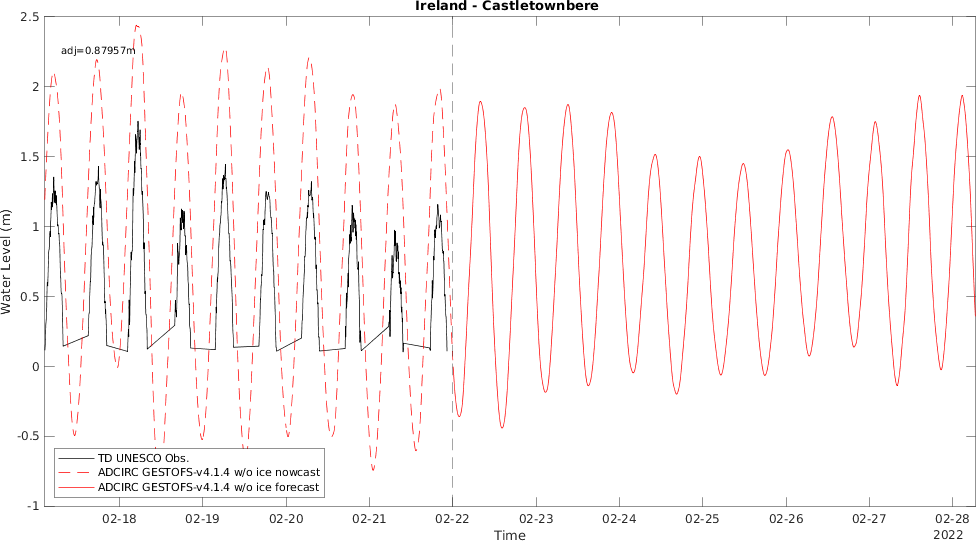 Ireland - Castletownbere
adj=0.87957m
2.5
2
1.5
1
0.5
0
-0.5
-1
Water Level (m)
TD UNESCO Obs.
ADCIRC GESTOFS-v4.1.4 w/o ice nowcast
ADCIRC GESTOFS-v4.1.4 w/o ice forecast
02-18 02-19 02-20 02-21 02-22 02-23 02-24 02-25 02-26 02-27 02-28
2022
Time